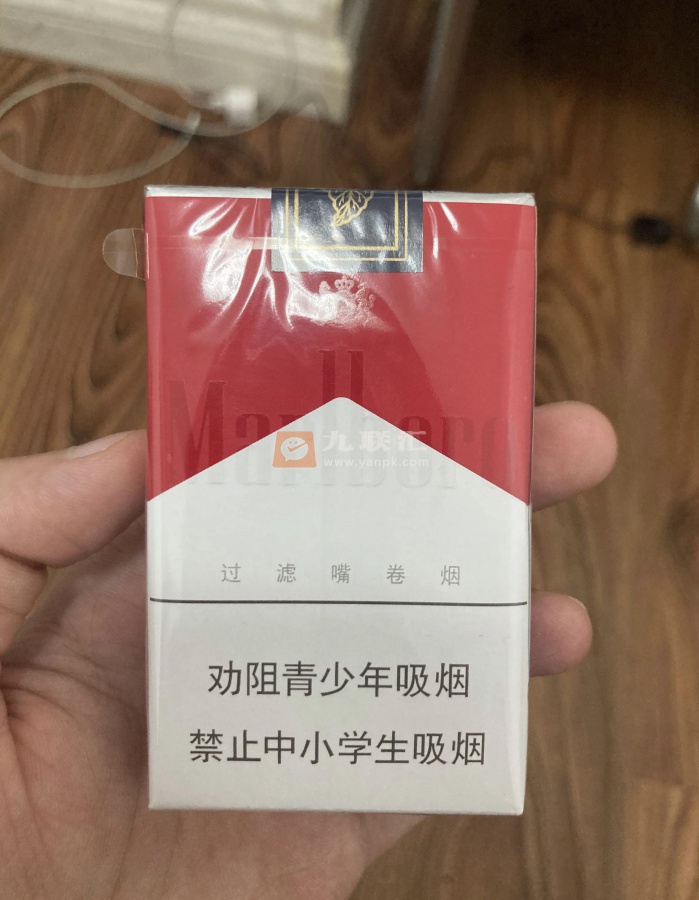 Marlboro
九联汇
www.yanpk.com
过滤嘴卷烟
劝阻青少年吸烟
禁止中小学生吸烟